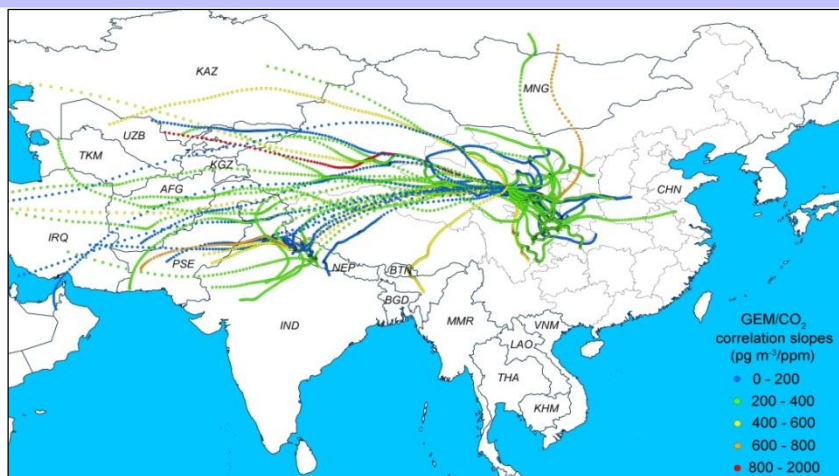 KAZ
MNG
UZB
KGZ
TKM
AFG
CHN
IRQ
PSE
NEP
BTN
BGD
IND
MMR
VNM
LAO
THA
KHM
GEM/CO₂
correlation slopes
(pg m⁻³/ppm)
0 - 200
200 - 400
400 - 600
600 - 800
800 - 2000